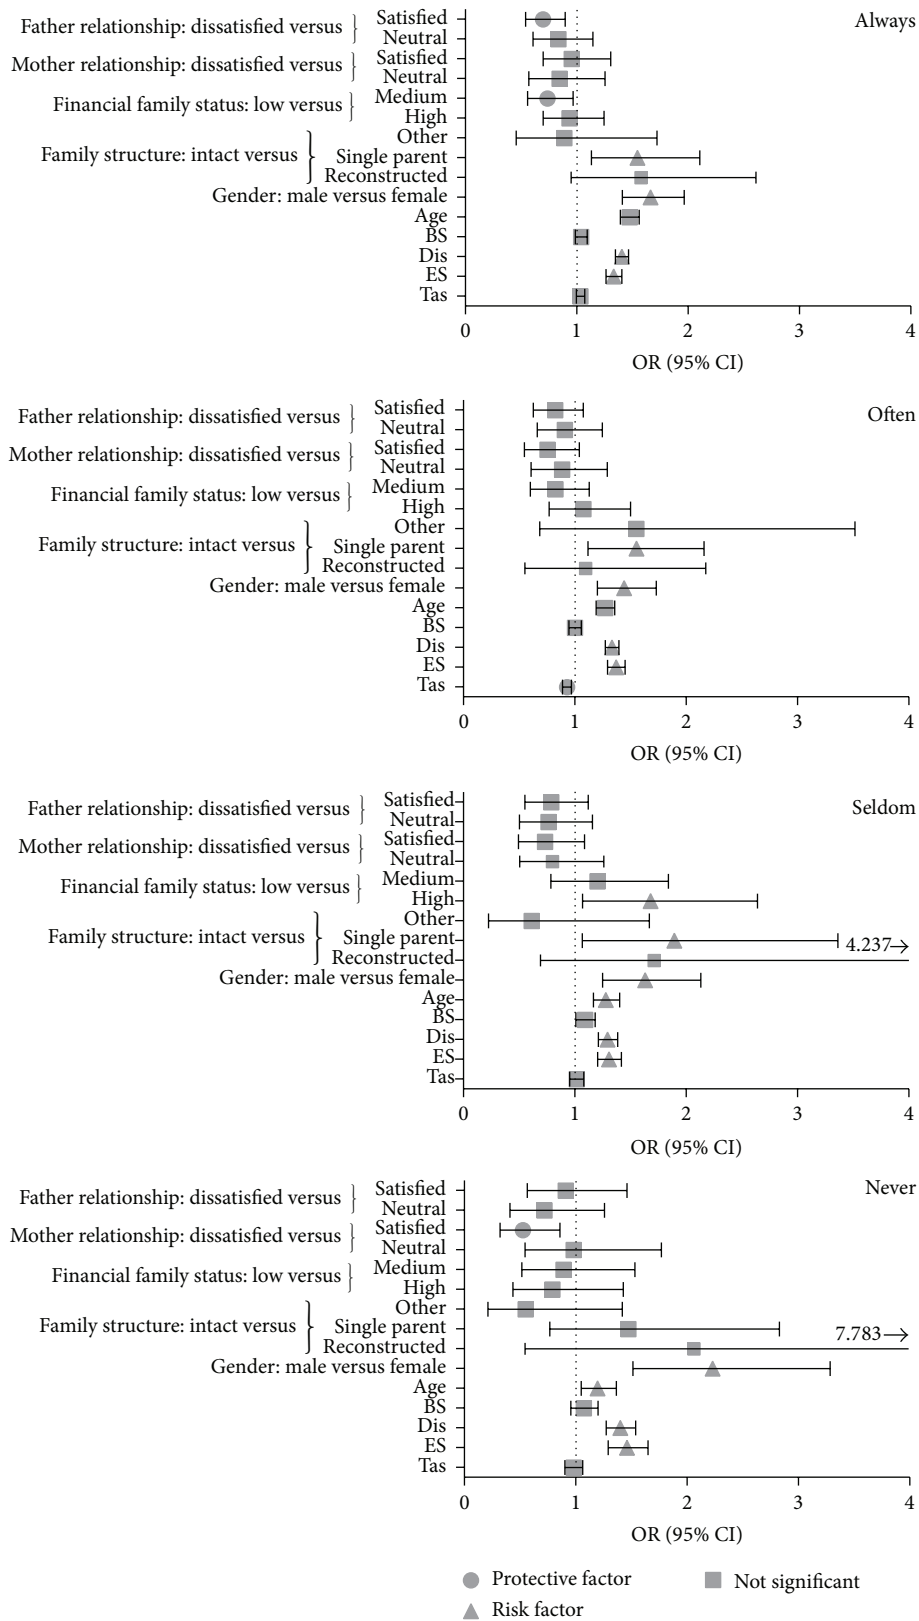 Always
Father relationship: dissatisfied versus
Satisfied
Neutral
Mother relationship: dissatisfied versus
Satisfied
Neutral
Financial family status: low versus
Medium
High
Family structure: intact versus
Other
Single parent
Reconstructed
Gender: male versus female
Age
BS
Dis
ES
Tas
0 1 2 3 4
OR (95% CI)
Often
Father relationship: dissatisfied versus
Satisfied
Neutral
Mother relationship: dissatisfied versus
Satisfied
Neutral
Financial family status: low versus
Medium
High
Family structure: intact versus
Other
Single parent
Reconstructed
Gender: male versus female
Age
BS
Dis
ES
Tas
0 1 2 3 4
OR (95% CI)
Seldom
Father relationship: dissatisfied versus
Satisfied
Neutral
Mother relationship: dissatisfied versus
Satisfied
Neutral
Financial family status: low versus
Medium
High
Family structure: intact versus
Other
Single parent
4.237
Reconstructed
Gender: male versus female
Age
BS
Dis
ES
Tas
0 1 2 3 4
OR (95% CI)
Never
Father relationship: dissatisfied versus
Satisfied
Neutral
Mother relationship: dissatisfied versus
Satisfied
Neutral
Financial family status: low versus
Medium
High
Family structure: intact versus
Other
Single parent
7.783
Reconstructed
Gender: male versus female
Age
BS
Dis
ES
Tas
0 1 2 3 4
OR (95% CI)
Protective factor
Not significant
Risk factor